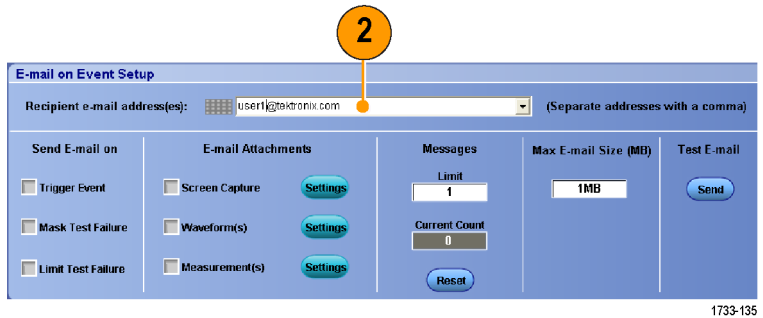 2
E-mail on Event Setup
Recipient e-mail address(es): user1@tektronix.com (Separate addresses with a comma)
Send E-mail on E-mail Attachments Messages Max E-mail Size (MB) Test E-mail
Limit
Trigger Event Screen Capture Settings 1 1MB Send
Current Count
Mask Test Failure Waveform(s) Settings 0
Limit Test Failure Measurement(s) Settings Reset
1733-135